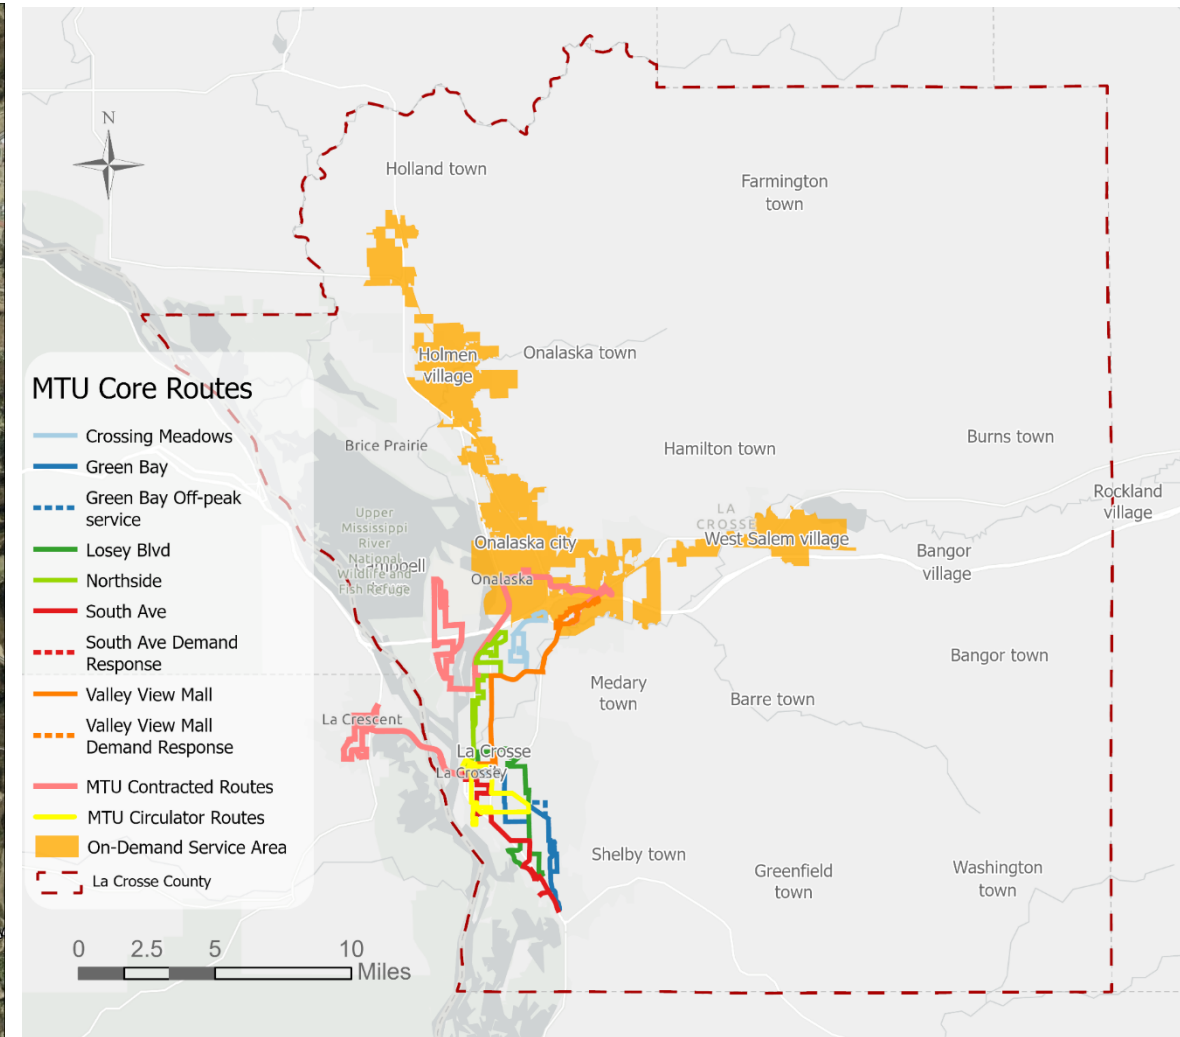 N
Holland town
Farmington
town
Holmen
village
Onalaska town
MTU Core Routes
Crossing Meadows
Green Bay
Green Bay Off-peak
service
Losey Blvd
Northside
South Ave
South Ave Demand
Response
Valley View Mall
Valley View Mall
Demand Response
MTU Contracted Routes
MTU Circulator Routes
On-Demand Service Area
La Crosse County
Brice Prairie
Hamilton town
Burns town
Rockland
village
LA
CROSSE
West Salem village
Bangor
village
Upper
Mississippi
River
National
Wildlife and
Fish Refuge
Onalaska city
Onalaska
Bangor town
Medary
town
Barre town
La Crescent
La Crosse
La Crosse
Shelby town
Greenfield
town
Washington
town
0 2.5 5 10
Miles